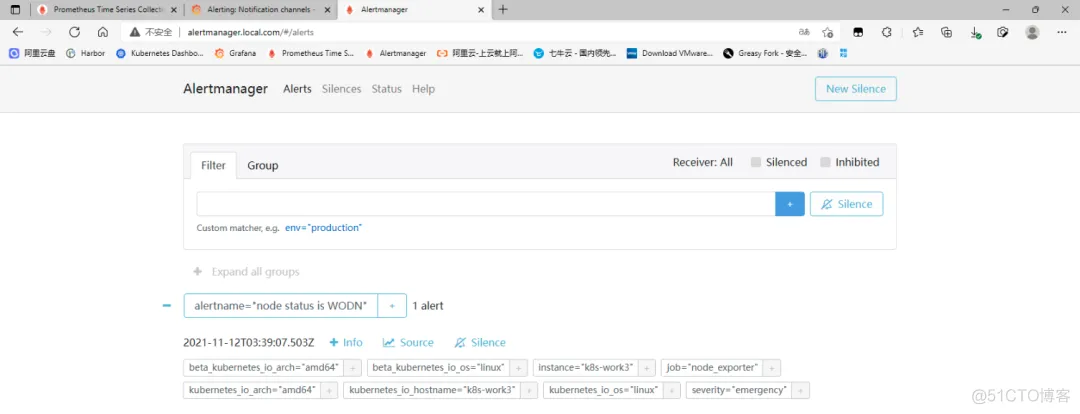 Prometheus Time Series Collecti
Alerting: Notification channels -
Alertmanager
不安全 | alertmanager.local.com/#/alerts
阿里云盘 Harbor Kubernetes Dashbo... Grafana Prometheus Time S... Alertmanager 阿里云-上云就上阿... 七牛云 - 国内领先... Download VMware... Greasy Fork - 安全...
Alertmanager Alerts Silences Status Help New Silence
Filter Group Receiver: All Silenced Inhibited
+ Silence
Custom matcher, e.g. env="production"
+ Expand all groups
− alertname="node status is WODN" + 1 alert
2021-11-12T03:39:07.503Z + Info Source Silence
beta_kubernetes_io_arch="amd64" + beta_kubernetes_io_os="linux" + instance="k8s-work3" + job="node_exporter" +
kubernetes_io_arch="amd64" + kubernetes_io_hostname="k8s-work3" + kubernetes_io_os="linux" + severity="emergency" +
@51CTO博客